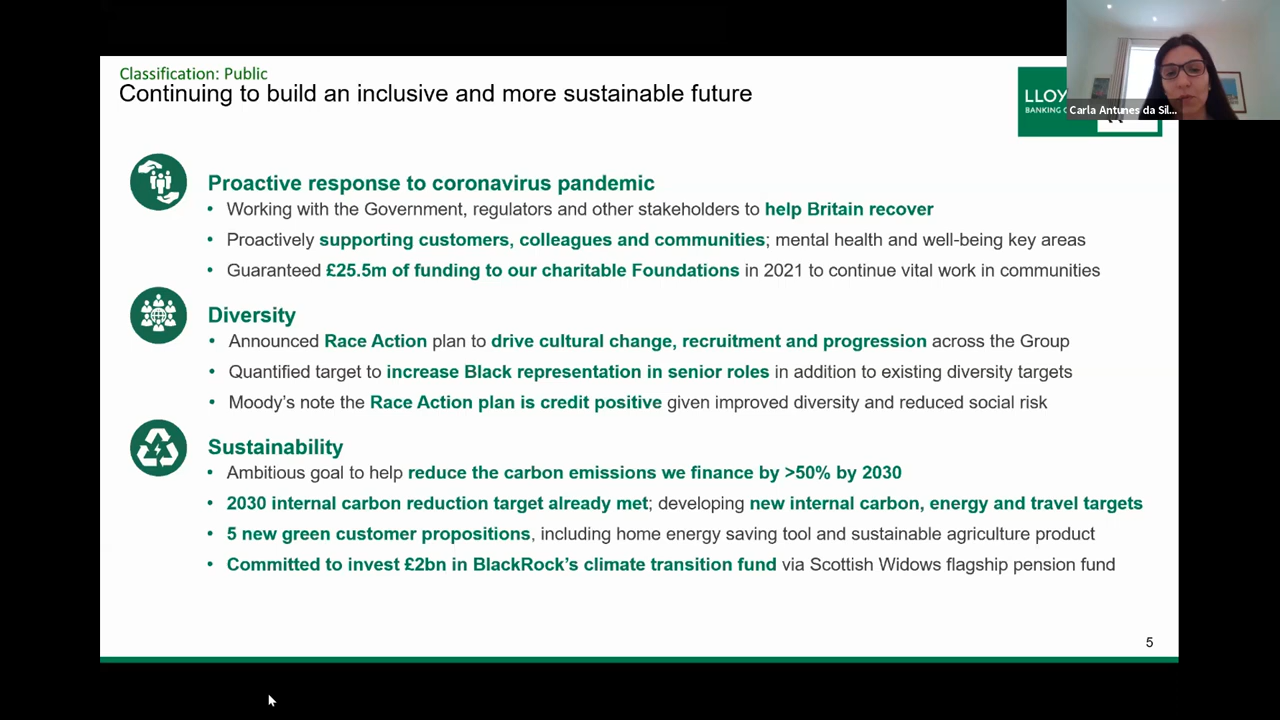 Classification: Public
Continuing to build an inclusive and more sustainable future
LLOY
BANKING
Carla Antunes da Sil...
Proactive response to coronavirus pandemic
• Working with the Government, regulators and other stakeholders to help Britain recover
• Proactively supporting customers, colleagues and communities; mental health and well-being key areas
• Guaranteed £25.5m of funding to our charitable Foundations in 2021 to continue vital work in communities
Diversity
• Announced Race Action plan to drive cultural change, recruitment and progression across the Group
• Quantified target to increase Black representation in senior roles in addition to existing diversity targets
• Moody's note the Race Action plan is credit positive given improved diversity and reduced social risk
Sustainability
• Ambitious goal to help reduce the carbon emissions we finance by >50% by 2030
• 2030 internal carbon reduction target already met; developing new internal carbon, energy and travel targets
• 5 new green customer propositions, including home energy saving tool and sustainable agriculture product
• Committed to invest £2bn in BlackRock's climate transition fund via Scottish Widows flagship pension fund
5